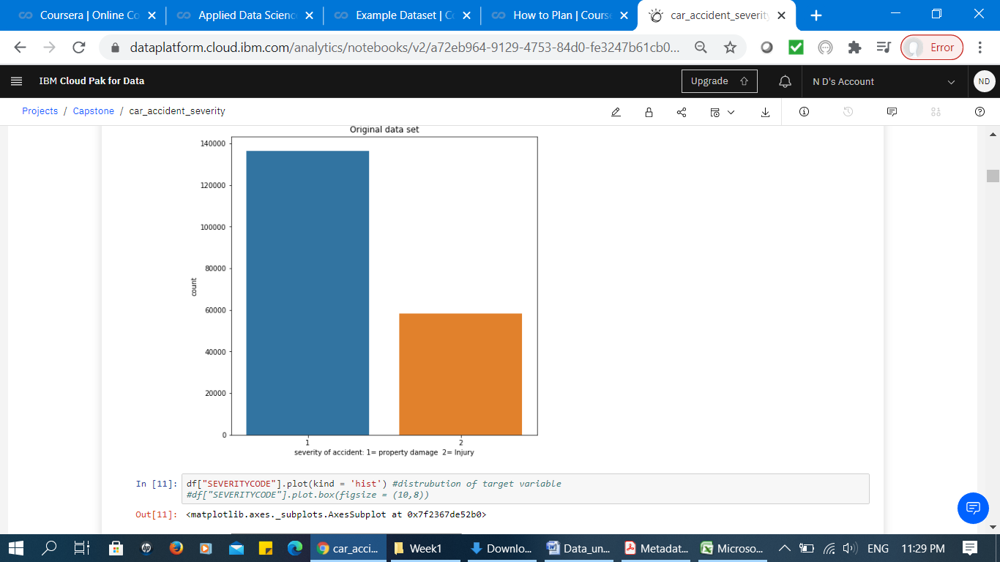 Coursera | Online Co
Applied Data Scienc
Example Dataset | C
How to Plan | Cours
car_accident_severit
dataplatform.cloud.ibm.com/analytics/notebooks/v2/a72eb964-9129-4753-84d0-fe3247b61cb0...
Error
IBM Cloud Pak for Data
Upgrade
N D's Account
ND
Projects / Capstone / car_accident_severity
Original data set
140000
120000
100000
80000
60000
40000
20000
0
count
1
2
severity of accident: 1= property damage 2= Injury
In [11]: df["SEVERITYCODE"].plot(kind = 'hist') #distrubution of target variable
#df["SEVERITYCODE"].plot.box(figsize = (10,8))
Out[11]: <matplotlib.axes._subplots.AxesSubplot at 0x7f2367de52b0>
car_acci...
Week1
Downlo...
Data_un...
Metadat...
Microso...
ENG
11:29 PM